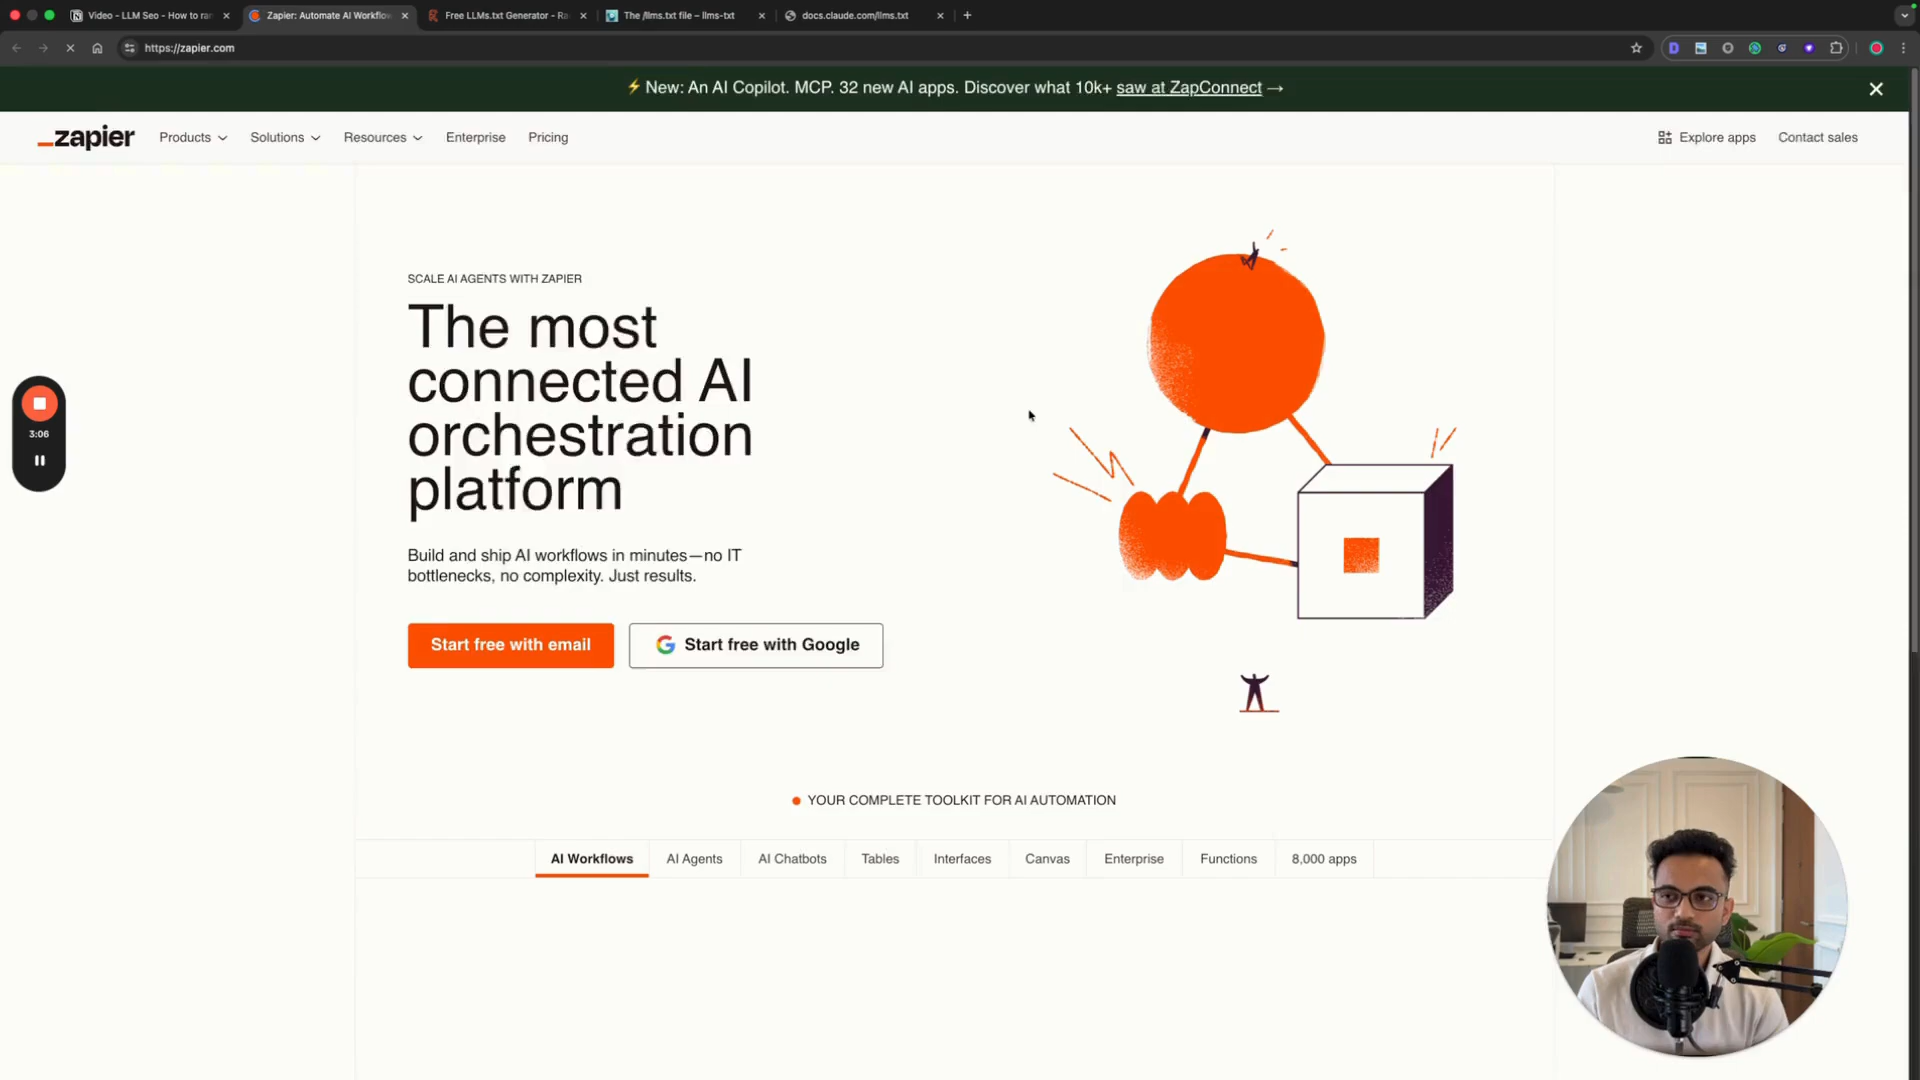 Video - LLM Seo - How to ran
Zapier: Automate AI Workflow
Free LLMs.txt Generator - Ra
The /llms.txt file – llms-txt
docs.claude.com/llms.txt
https://zapier.com
⚡ New: An AI Copilot. MCP. 32 new AI apps. Discover what 10k+ saw at ZapConnect →
zapier
Products
Solutions
Resources
Enterprise
Pricing
Explore apps
Contact sales
SCALE AI AGENTS WITH ZAPIER
The most
connected AI
orchestration
platform
Build and ship AI workflows in minutes—no IT
bottlenecks, no complexity. Just results.
Start free with email
Start free with Google
3:06
YOUR COMPLETE TOOLKIT FOR AI AUTOMATION
AI Workflows
AI Agents
AI Chatbots
Tables
Interfaces
Canvas
Enterprise
Functions
8,000 apps